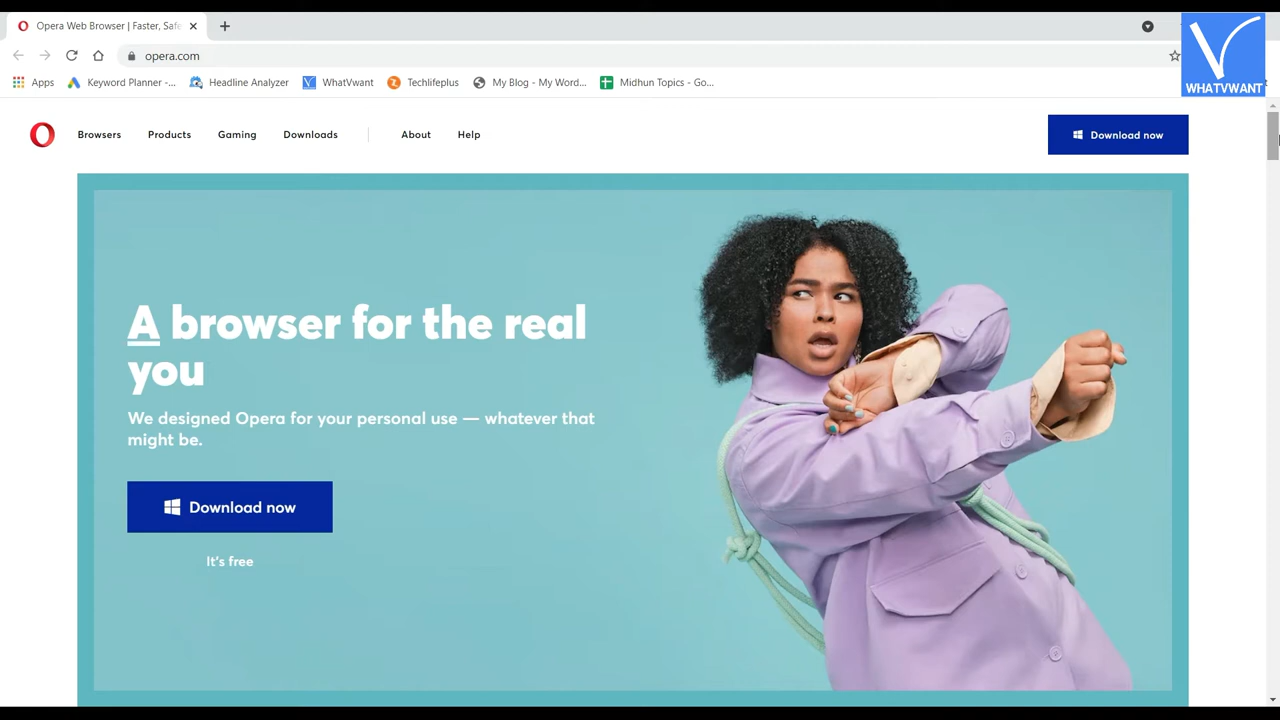 Opera Web Browser | Faster, Safe
opera.com
Apps
Keyword Planner -...
Headline Analyzer
WhatVwant
Techlifeplus
My Blog - My Word...
Midhun Topics - Go...
WHATVWANT
Browsers
Products
Gaming
Downloads
About
Help
Download now
A browser for the real
you
We designed Opera for your personal use — whatever that
might be.
Download now
It's free